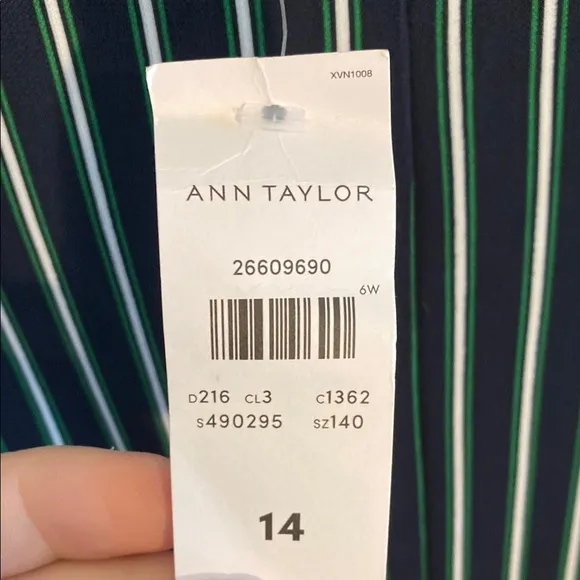 XVN1008
ANN TAYLOR
26609690
6W
D216 CL3 C1362
S490295 SZ140
14